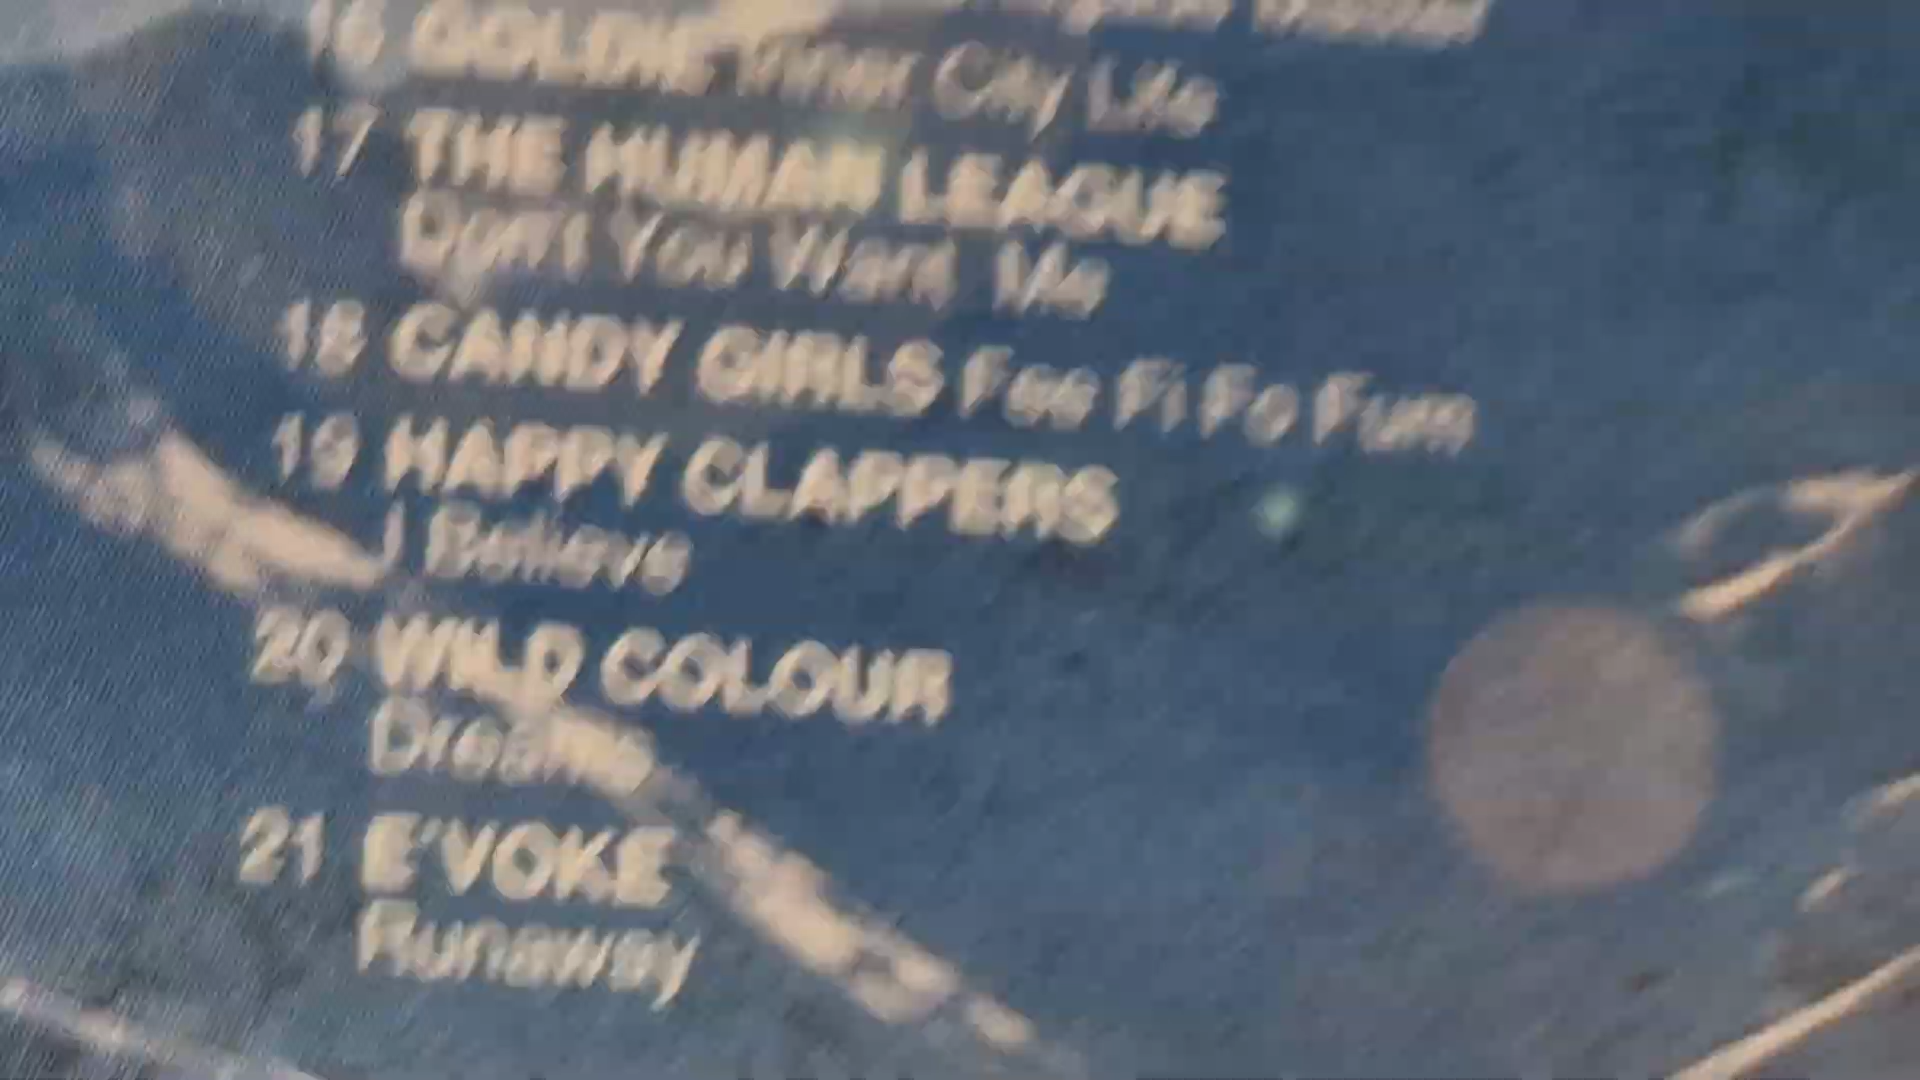 16 GOLDIE Inner City Life
17 THE HUMAN LEAGUE
Don't You Want Me
18 CANDY GIRLS Fee Fi Fo Fum
19 HAPPY CLAPPERS
I Believe
20 WILD COLOUR
Dreams
21 E'VOKE
Runaway